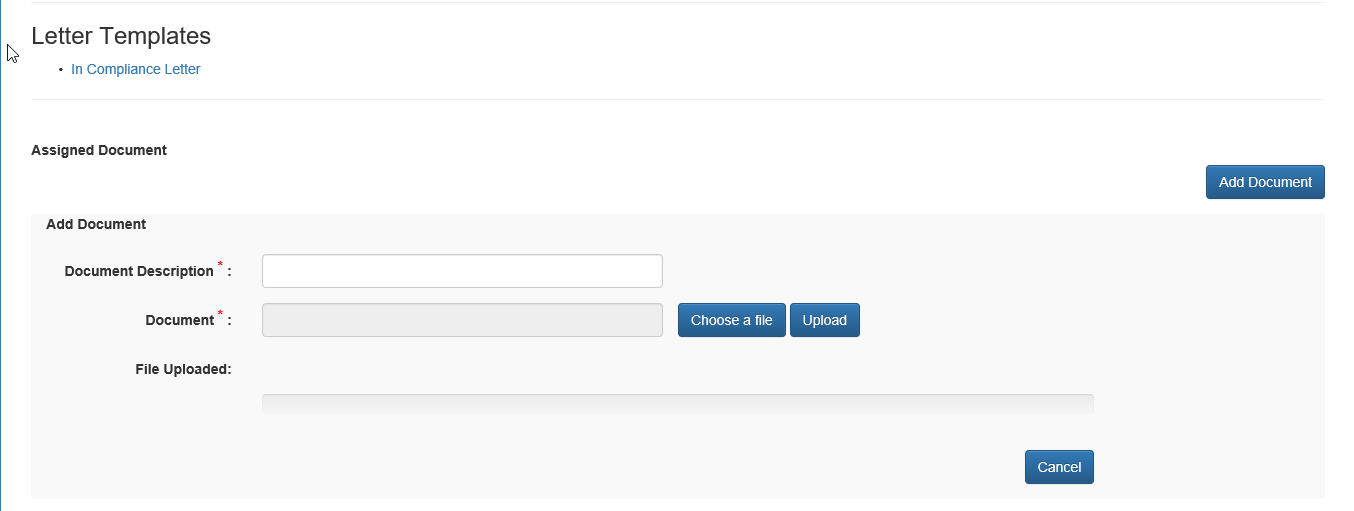 Letter Templates
• In Compliance Letter
Assigned Document
Add Document
Add Document
Document Description * :
Document * :
Choose a file
Upload
File Uploaded:
Cancel